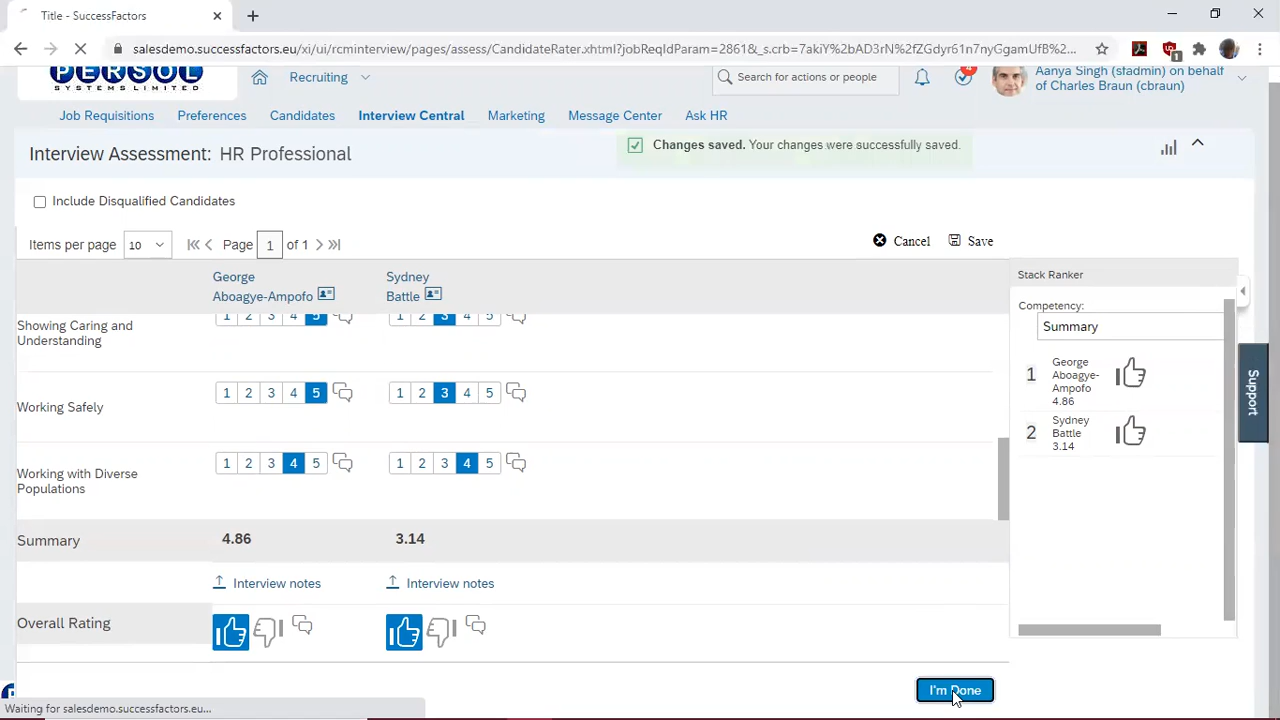 Title - SuccessFactors
salesdemo.successfactors.eu/xi/ui/rcminterview/pages/assess/CandidateRater.xhtml?jobReqIdParam=2861&_s.crb=7akiY%2bAD3rN%2fZGdyr61n7nyGgamUfB%2...
1
PERSOL
SYSTEMS LIMITED
Recruiting
Search for actions or people
4
Aanya Singh (sfadmin) on behalf
of Charles Braun (cbraun)
Job Requisitions Preferences Candidates Interview Central Marketing Message Center Ask HR
Interview Assessment: HR Professional
Changes saved. Your changes were successfully saved.
Include Disqualified Candidates
Items per page 10 Page 1 of 1
Cancel Save
George
Aboagye-Ampofo
Sydney
Battle
Showing Caring and
Understanding
1 2 3 4 5
1 2 3 4 5
Working Safely
1 2 3 4 5
1 2 3 4 5
Working with Diverse
Populations
1 2 3 4 5
1 2 3 4 5
Summary 4.86 3.14
Interview notes Interview notes
Overall Rating
I'm Done
Stack Ranker
Competency:
Summary
1
George
Aboagye-
Ampofo
4.86
2
Sydney
Battle
3.14
Support
Waiting for salesdemo.successfactors.eu...